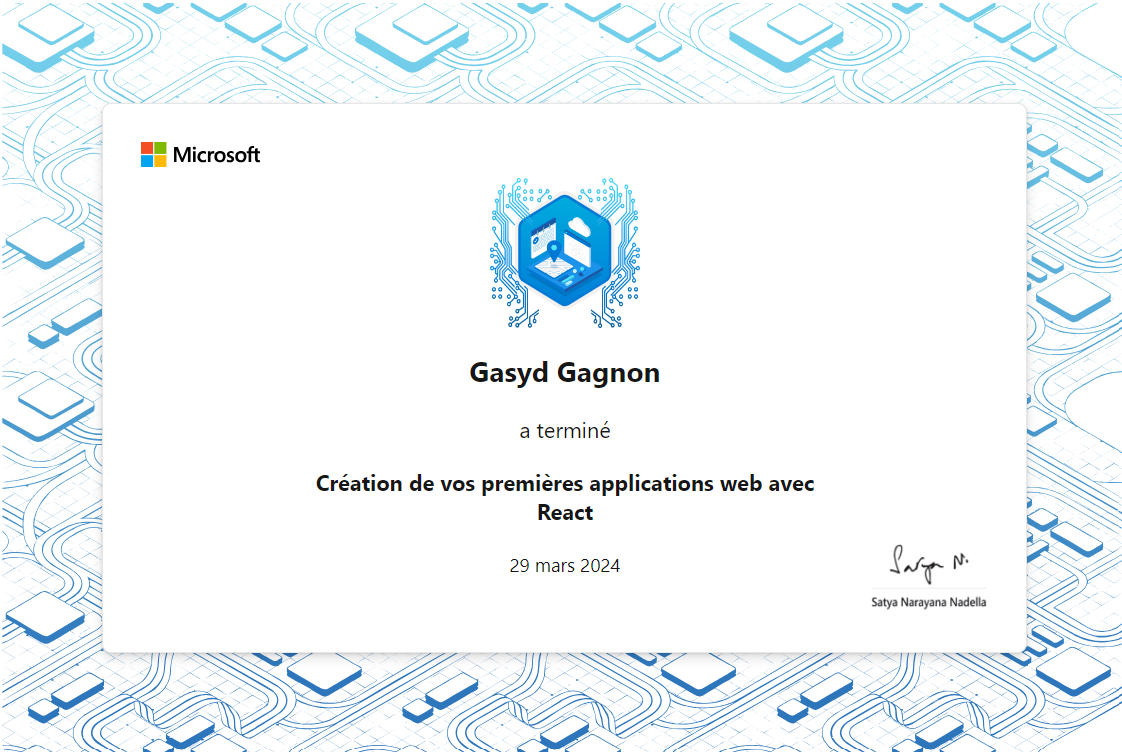 Microsoft
Gasyd Gagnon
a terminé
Création de vos premières applications web avec
React
29 mars 2024
Satya N.
Satya Narayana Nadella